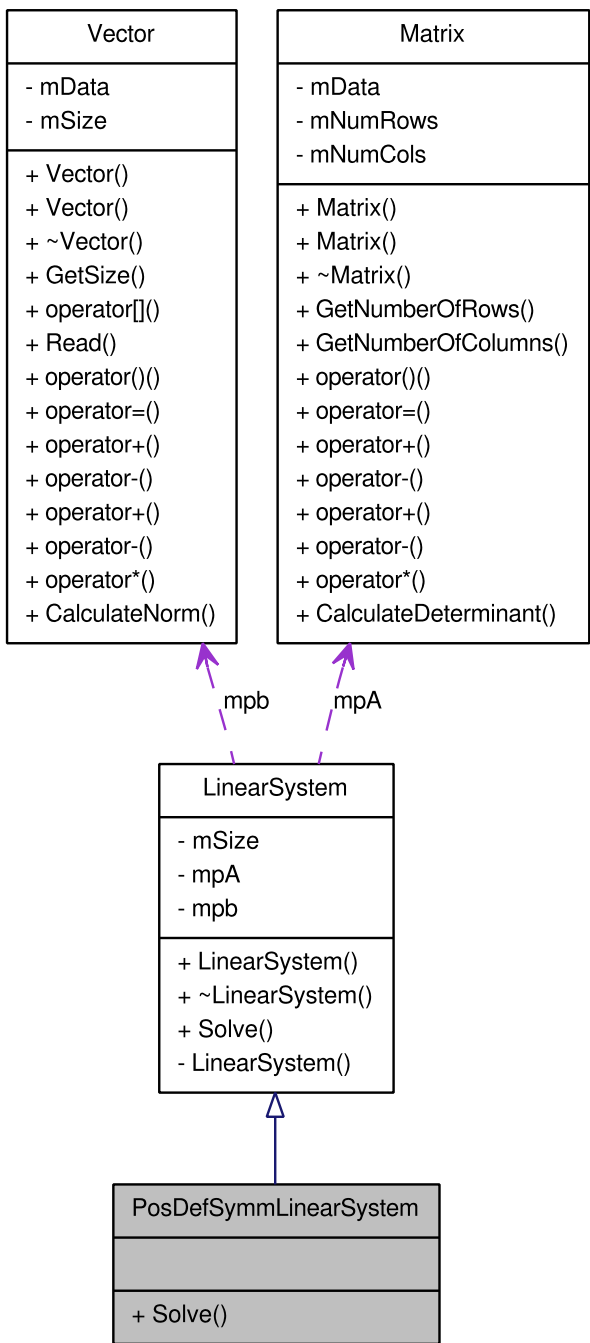 Vector
- mData
- mSize
+ Vector()
+ Vector()
+ ~Vector()
+ GetSize()
+ operator[]()
+ Read()
+ operator()()
+ operator=()
+ operator+()
+ operator-()
+ operator+()
+ operator-()
+ operator*()
+ CalculateNorm()
Matrix
- mData
- mNumRows
- mNumCols
+ Matrix()
+ Matrix()
+ ~Matrix()
+ GetNumberOfRows()
+ GetNumberOfColumns()
+ operator()()
+ operator=()
+ operator+()
+ operator-()
+ operator+()
+ operator-()
+ operator*()
+ CalculateDeterminant()
mpb
mpA
LinearSystem
- mSize
- mpA
- mpb
+ LinearSystem()
+ ~LinearSystem()
+ Solve()
- LinearSystem()
PosDefSymmLinearSystem
+ Solve()